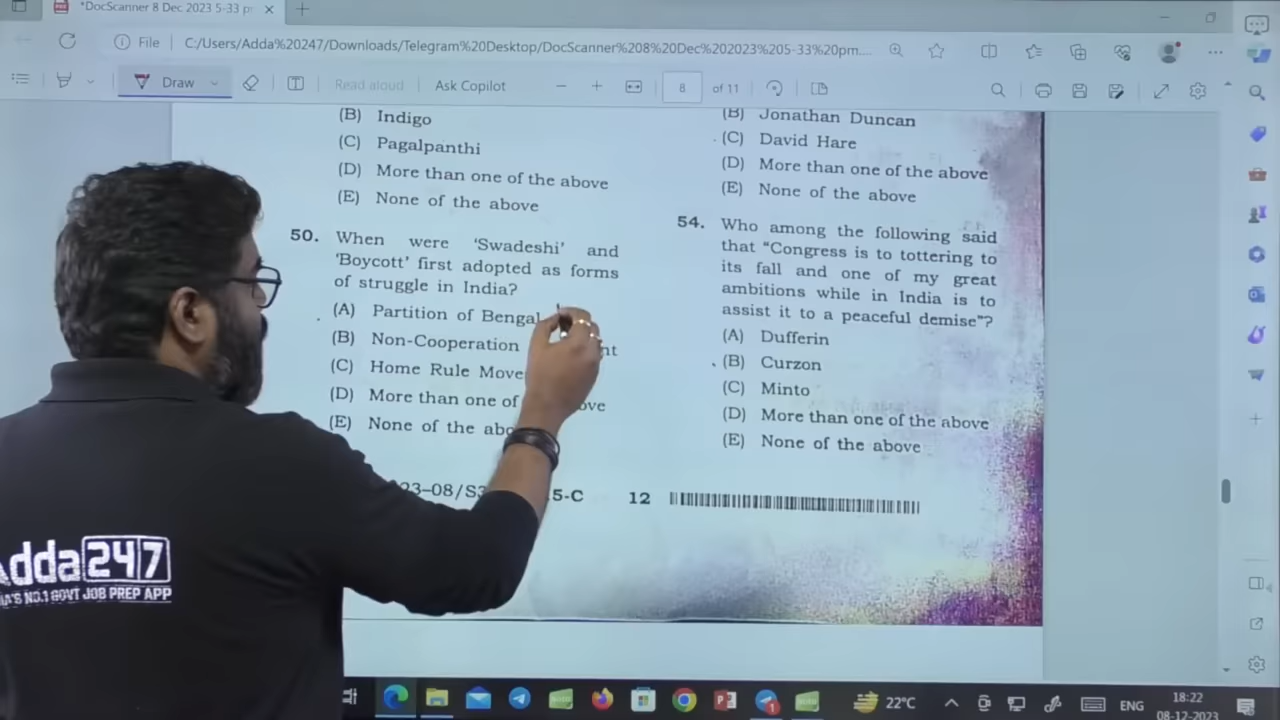 *DocScanner 8 Dec 2023 5-33 p
File
C:/Users/Adda%20247/Downloads/Telegram%20Desktop/DocScanner%208%20Dec%202023%205-33%20pm....
Draw
Read aloud
Ask Copilot
8
of 11
(B) Indigo
(C) Pagalpanthi
(D) More than one of the above
(E) None of the above
50. When were 'Swadeshi' and
'Boycott' first adopted as forms
of struggle in India?
(A) Partition of Bengal
(B) Non-Cooperation
(C) Home Rule
(D) More than one of
(E) None of the
(B) Jonathan Duncan
(C) David Hare
(D) More than one of the above
(E) None of the above
54. Who among the following said
that "Congress is to tottering to
its fall and one of my great
ambitions while in India is to
assist it to a peaceful demise"?
(A) Dufferin
(B) Curzon
(C) Minto
(D) More than one of the above
(E) None of the above
5-C 12
Adda247
NO.1 GOVT JOB PREP APP
22°C
ENG
18:22
08-12-2023